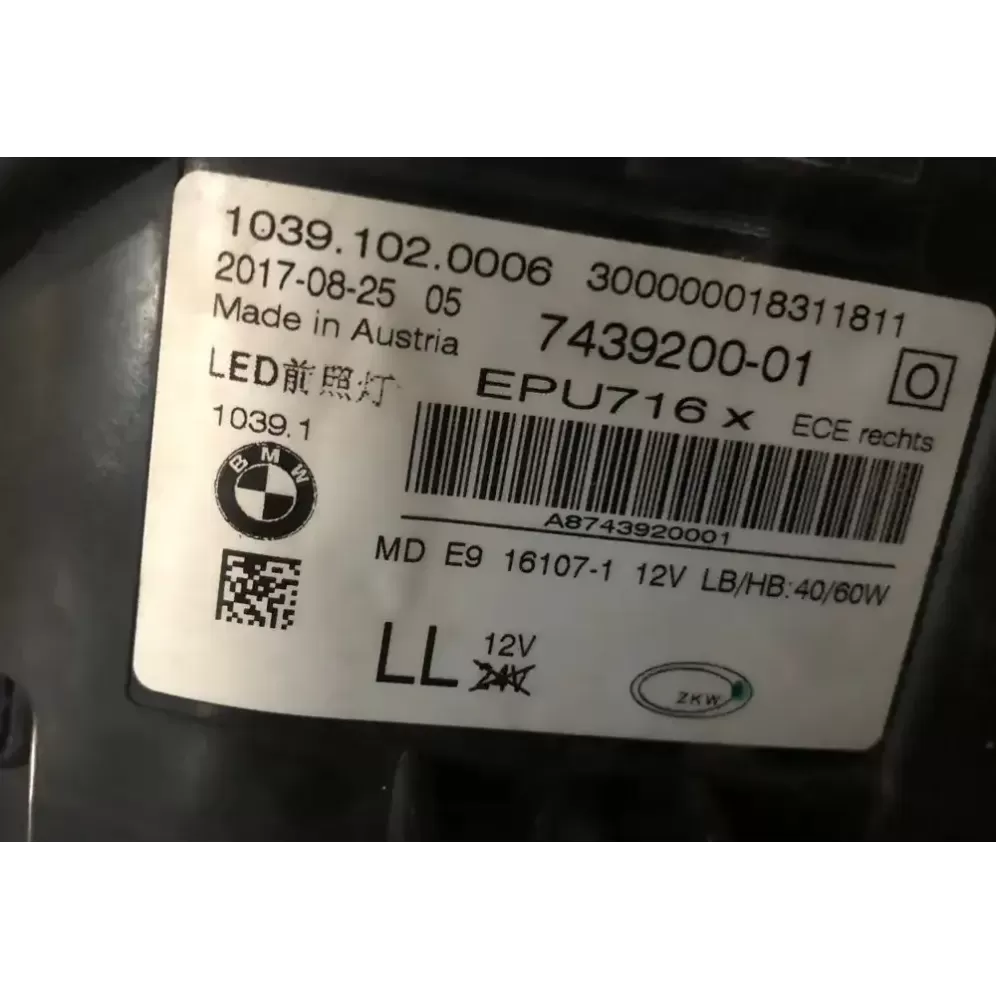 1039.102.0006 300000018311811
2017-08-25 05 7439200-01
Made in Austria EPU716 x ECE rechts O
LED前照灯
1039.1
BMW
A8743920001
MD E9 16107-1 12V LB/HB:40/60W
LL 12V
24V
ZKW